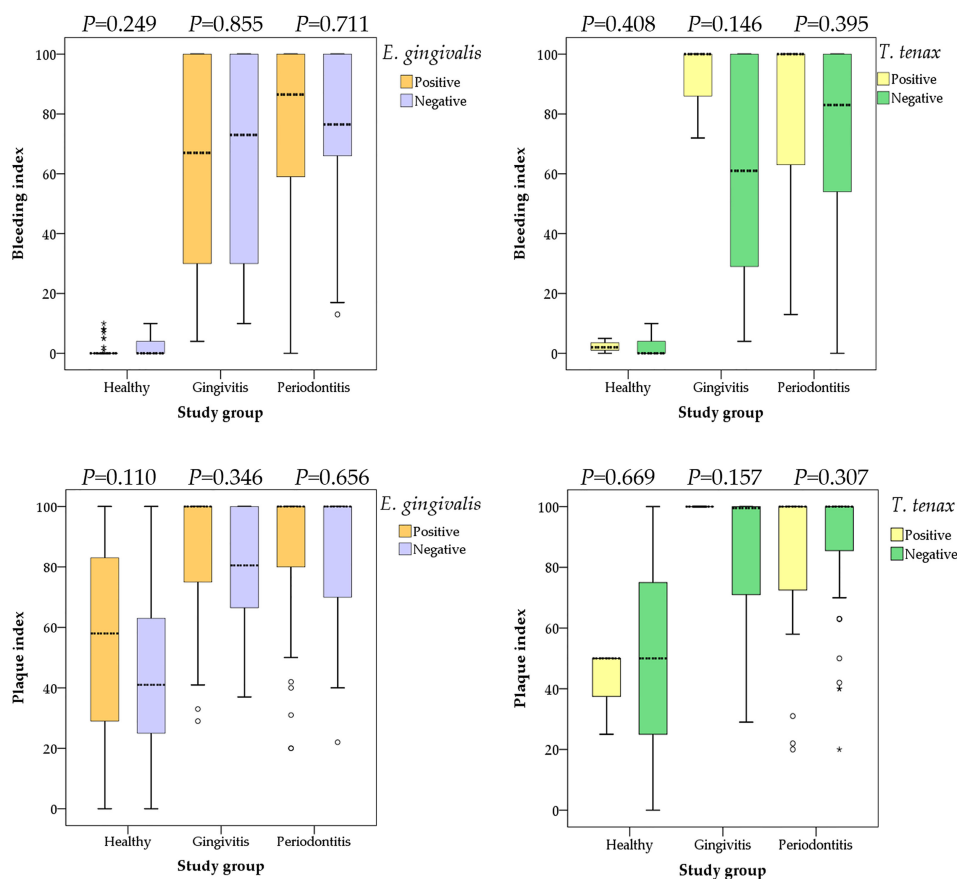 P=0.249 P=0.855 P=0.711
E. gingivalis
Positive
Negative
Bleeding index
100
80
60
40
20
0
Healthy Gingivitis Periodontitis
Study group
P=0.408 P=0.146 P=0.395
T. tenax
Positive
Negative
Bleeding index
100
80
60
40
20
0
Healthy Gingivitis Periodontitis
Study group
P=0.110 P=0.346 P=0.656
E. gingivalis
Positive
Negative
Plaque index
100
80
60
40
20
0
Healthy Gingivitis Periodontitis
Study group
P=0.669 P=0.157 P=0.307
T. tenax
Positive
Negative
Plaque index
100
80
60
40
20
0
Healthy Gingivitis Periodontitis
Study group